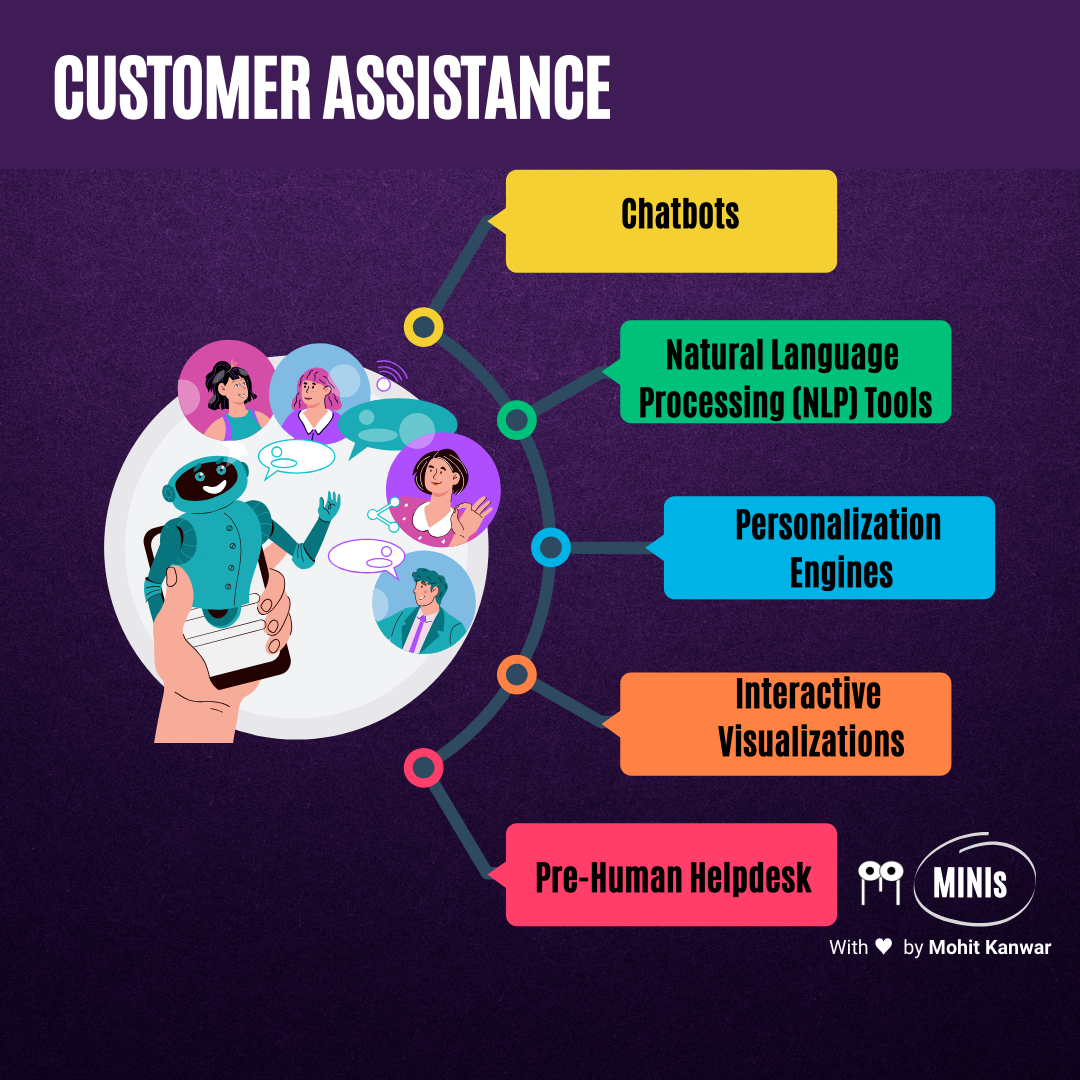 CUSTOMER ASSISTANCE
Chatbots
Natural Language
Processing (NLP) Tools
Personalization
Engines
Interactive
Visualizations
Pre-Human Helpdesk
MINIs
With ♥ by Mohit Kanwar